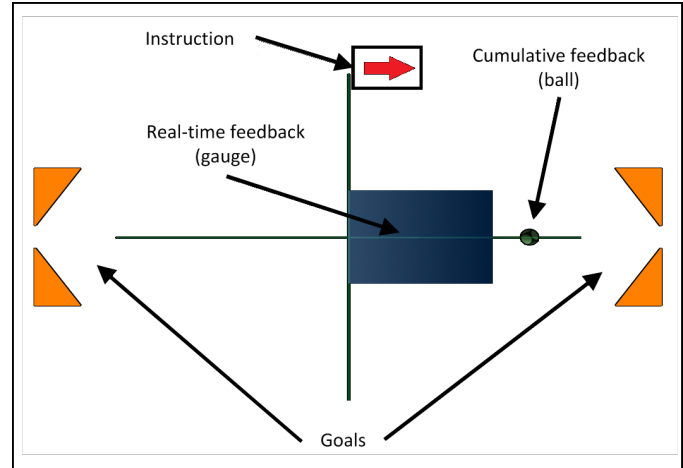 Instruction
Cumulative feedback
(ball)
Real-time feedback
(gauge)
Goals